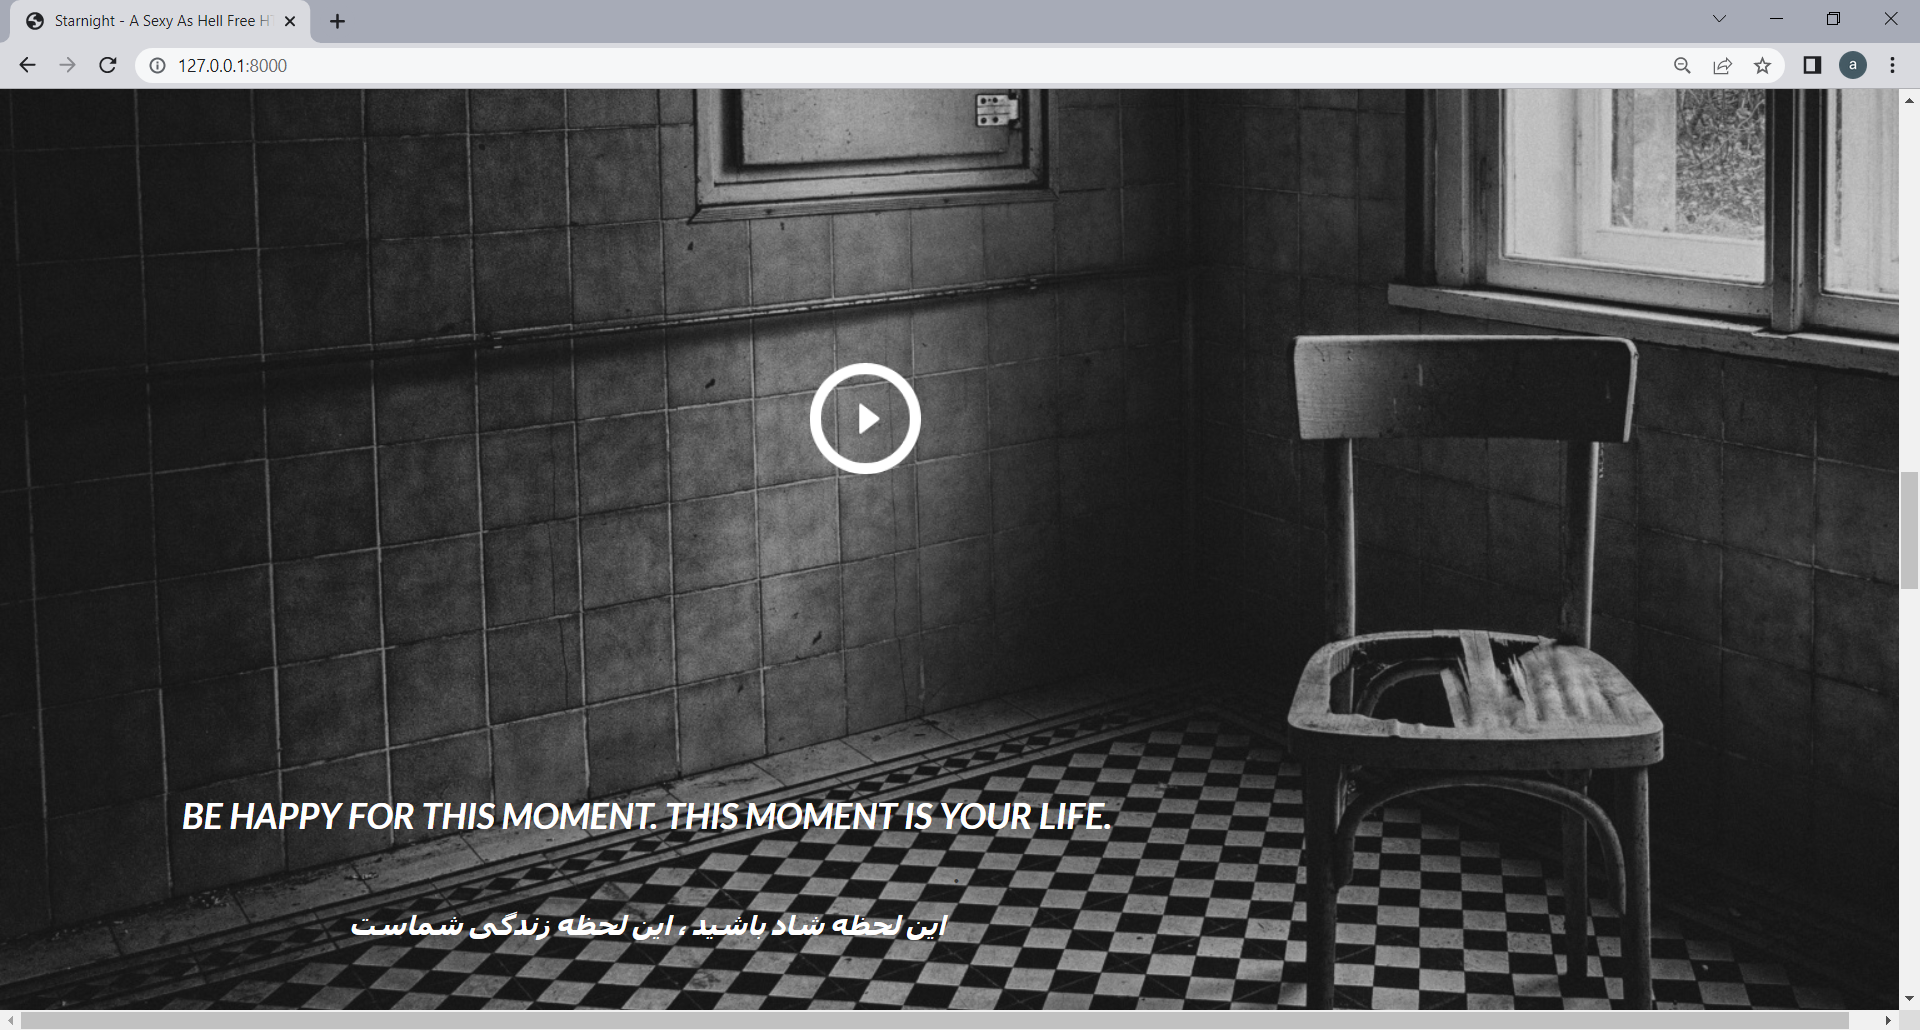 Starnight - A Sexy As Hell Free HT
127.0.0.1:8000
a
BE HAPPY FOR THIS MOMENT. THIS MOMENT IS YOUR LIFE.
این لحظه شاد باشید ، این لحظه زندگی شماست